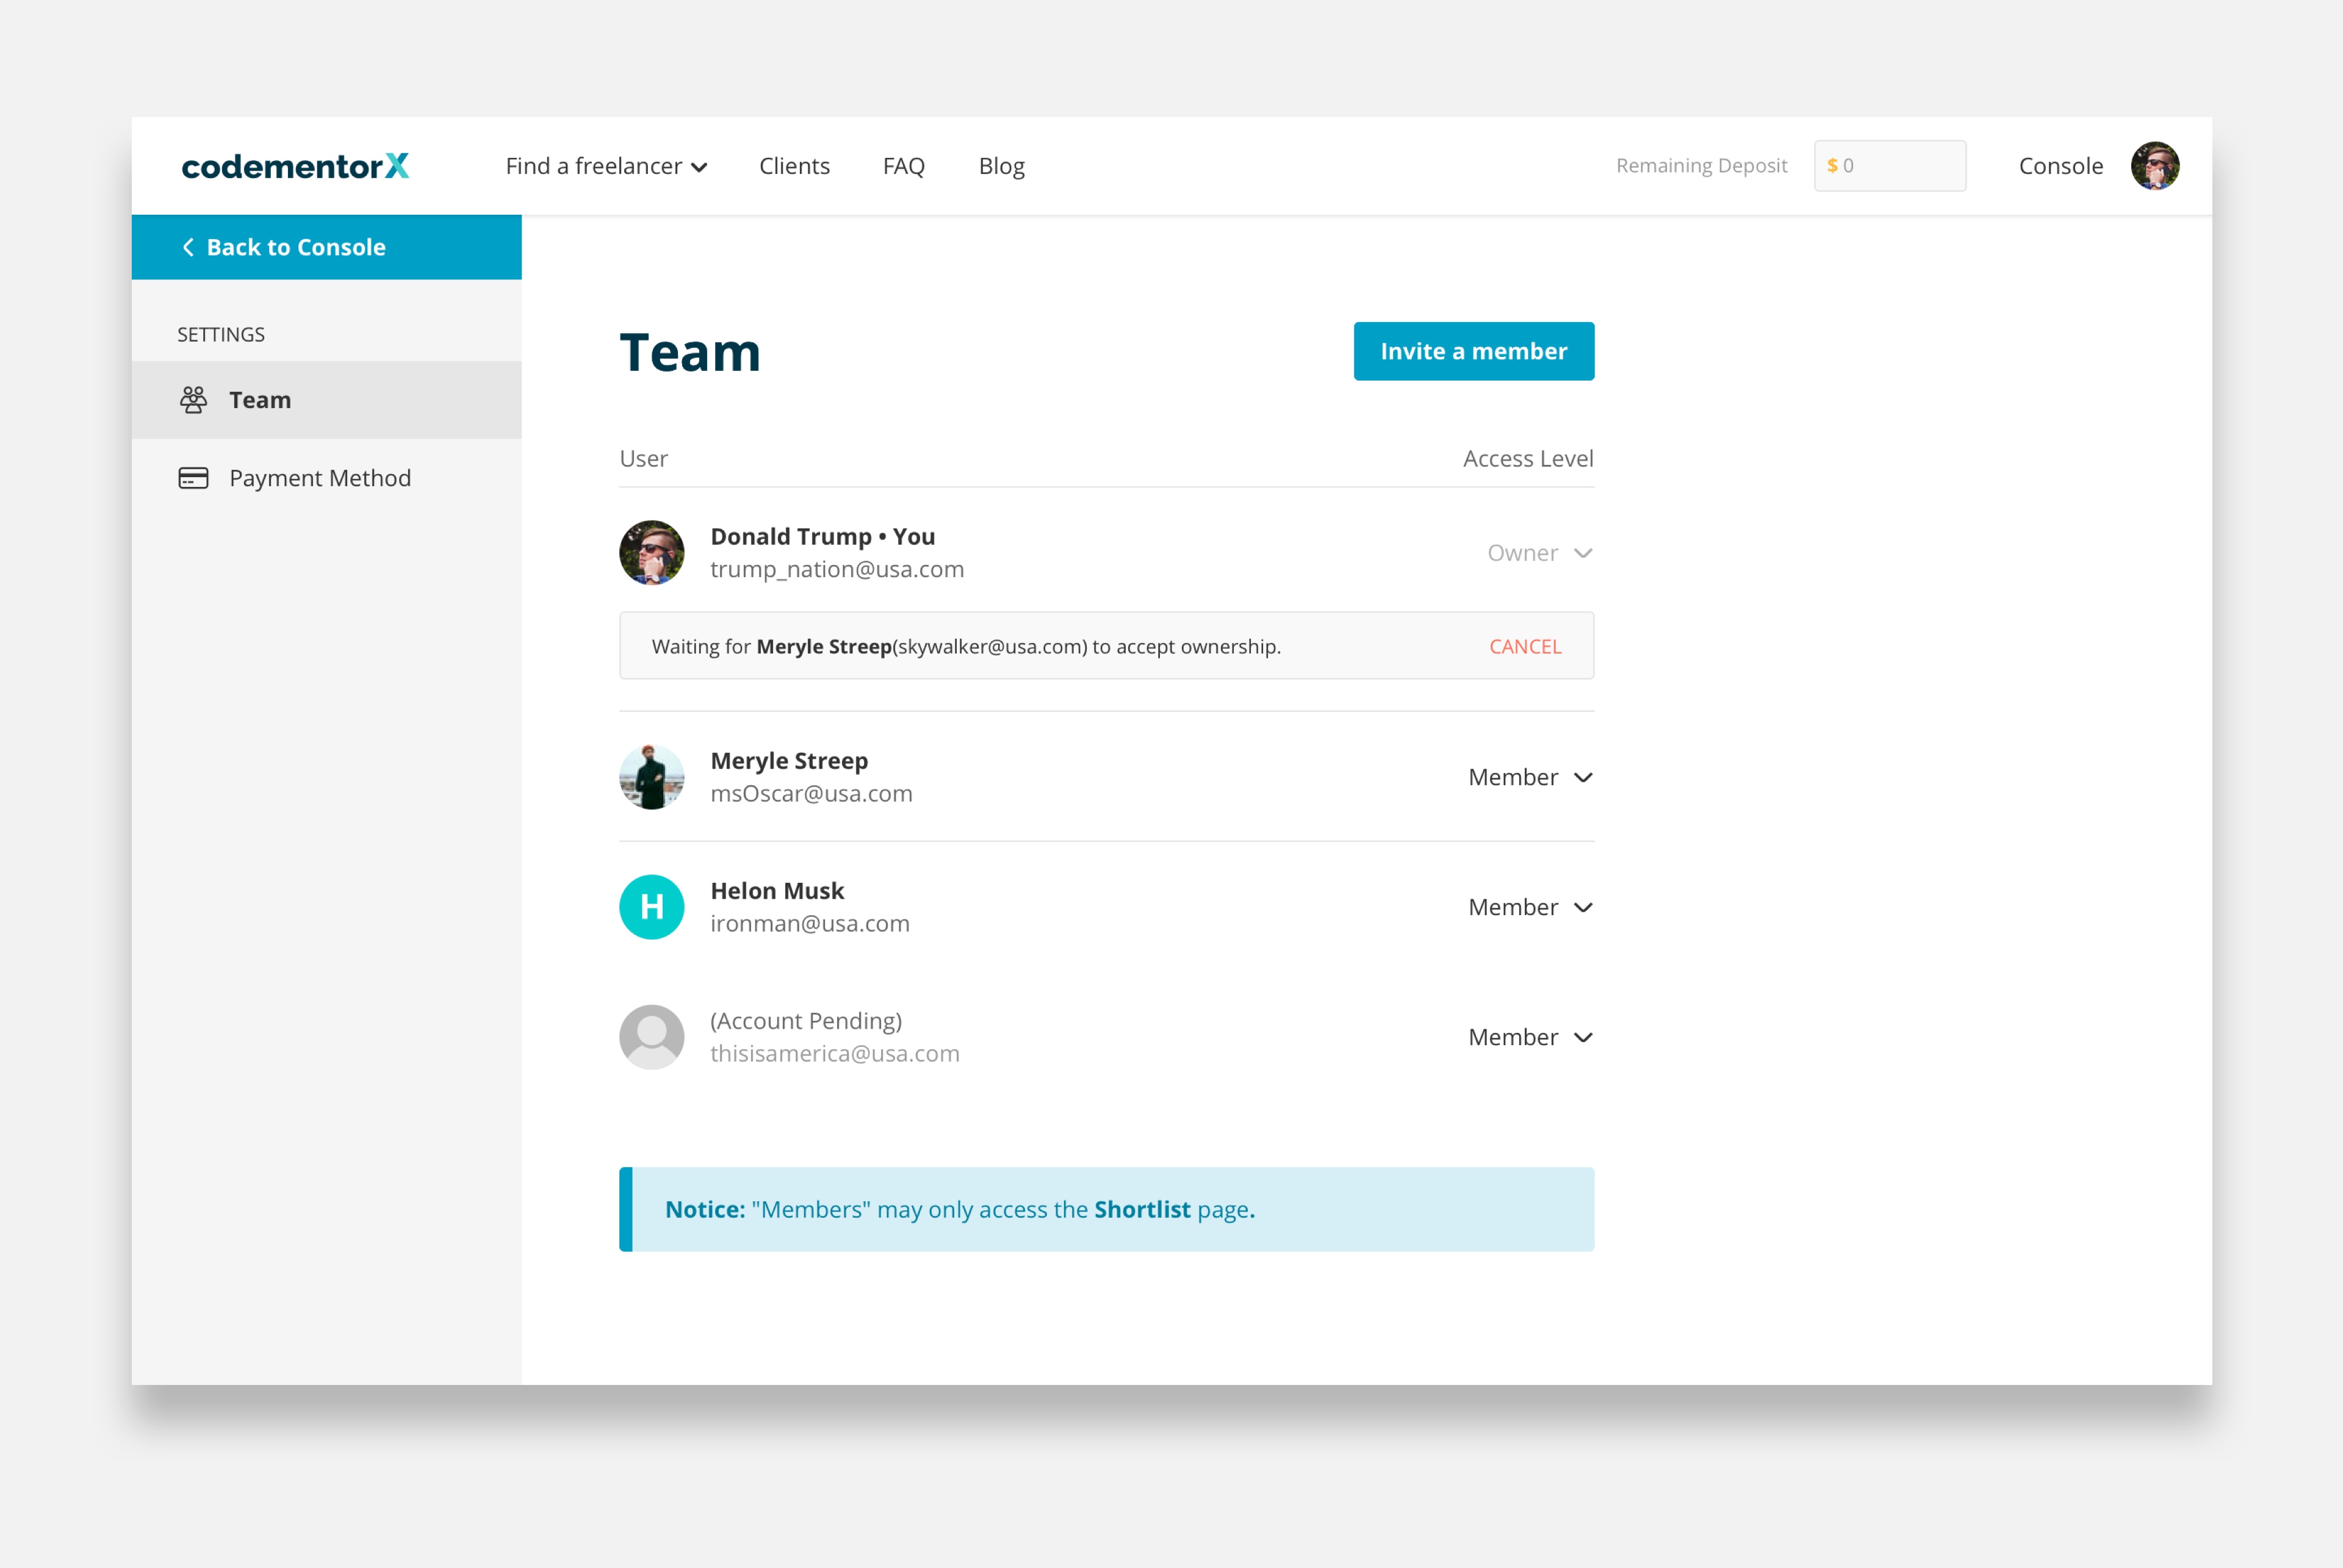 codementorX
Find a freelancer
Clients
FAQ
Blog
Remaining Deposit
$ 0
Console
Back to Console
SETTINGS
Team
Payment Method
Team
Invite a member
User
Access Level
Donald Trump • You
trump_nation@usa.com
Owner
Waiting for Meryle Streep(skywalker@usa.com) to accept ownership.
CANCEL
Meryle Streep
msOscar@usa.com
Member
H
Helon Musk
ironman@usa.com
Member
(Account Pending)
thisisamerica@usa.com
Member
Notice: "Members" may only access the Shortlist page.